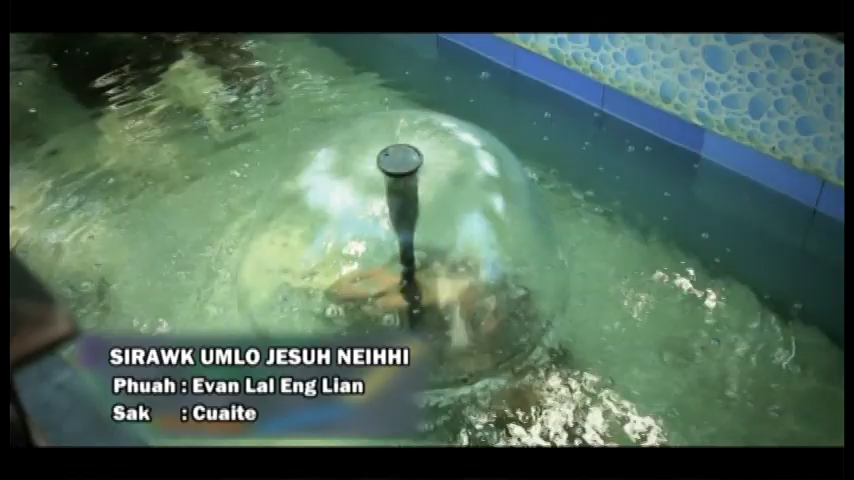 SIRAWK UMLO JESUH NEIHHI
Phuah : Evan Lal Eng Lian
Sak : Cuaite